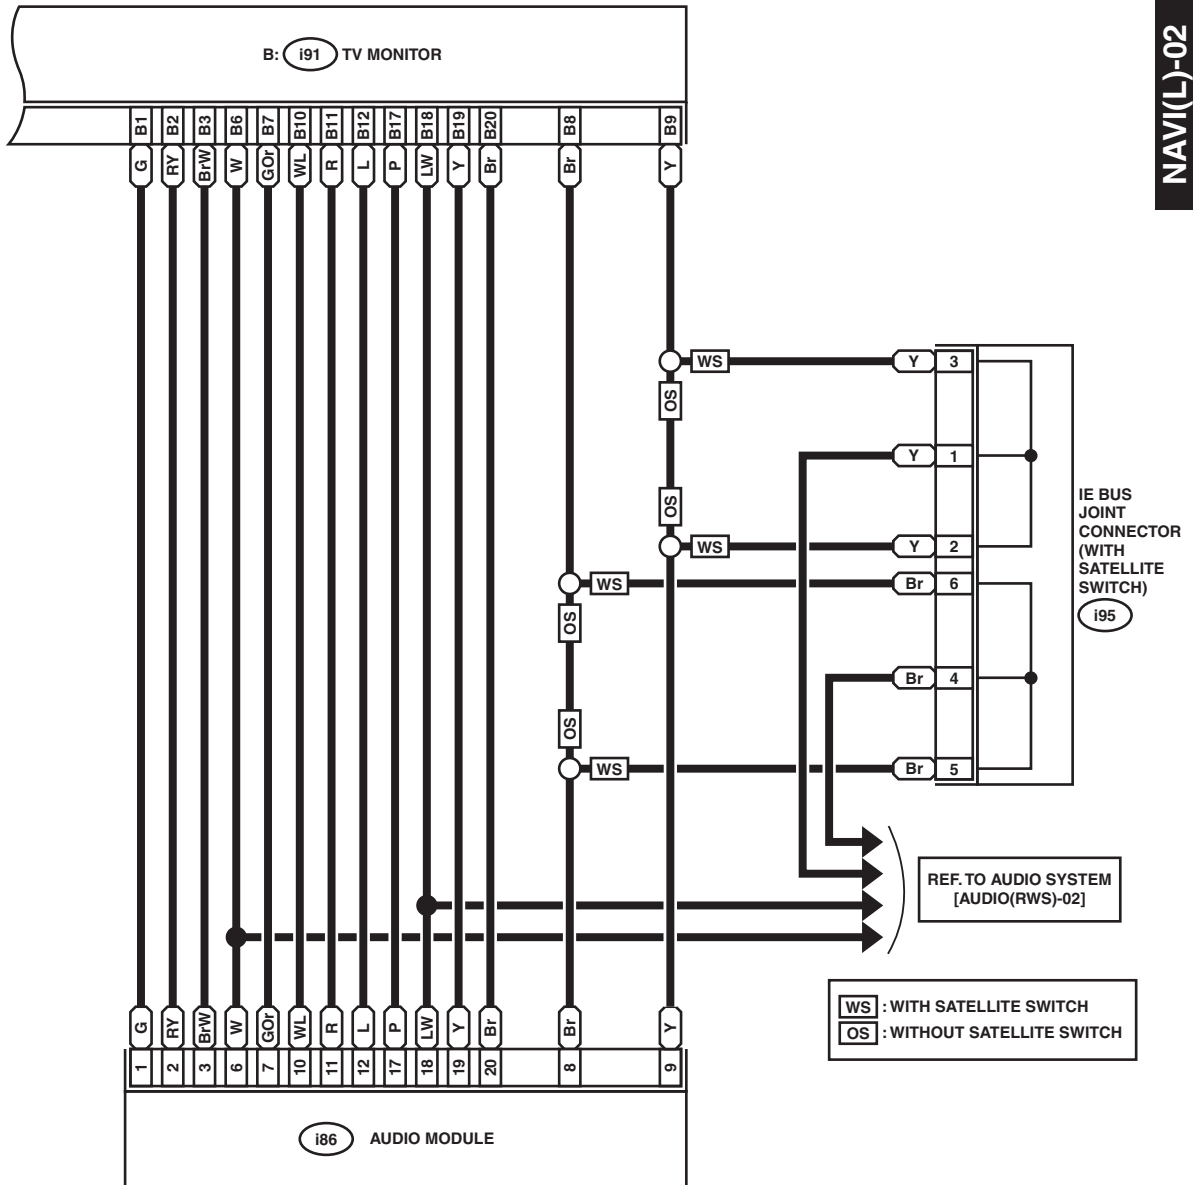 NAVI(L)-02
B: i91 TV MONITOR
B1 B2 B3 B6 B7 B10 B11 B12 B17 B18 B19 B20 B8 B9
G RY BrW W GOr WL R L P LW Y Br Br Y
WS Y 3
OS
Y 1
OS
WS Y 2
WS Br 6
OS
Br 4
OS
WS Br 5
IE BUS
JOINT
CONNECTOR
(WITH
SATELLITE
SWITCH)
i95
REF. TO AUDIO SYSTEM
[AUDIO(RWS)-02]
WS : WITH SATELLITE SWITCH
OS : WITHOUT SATELLITE SWITCH
G RY BrW W GOr WL R L P LW Y Br Br Y
1 2 3 6 7 10 11 12 17 18 19 20 8 9
i86 AUDIO MODULE